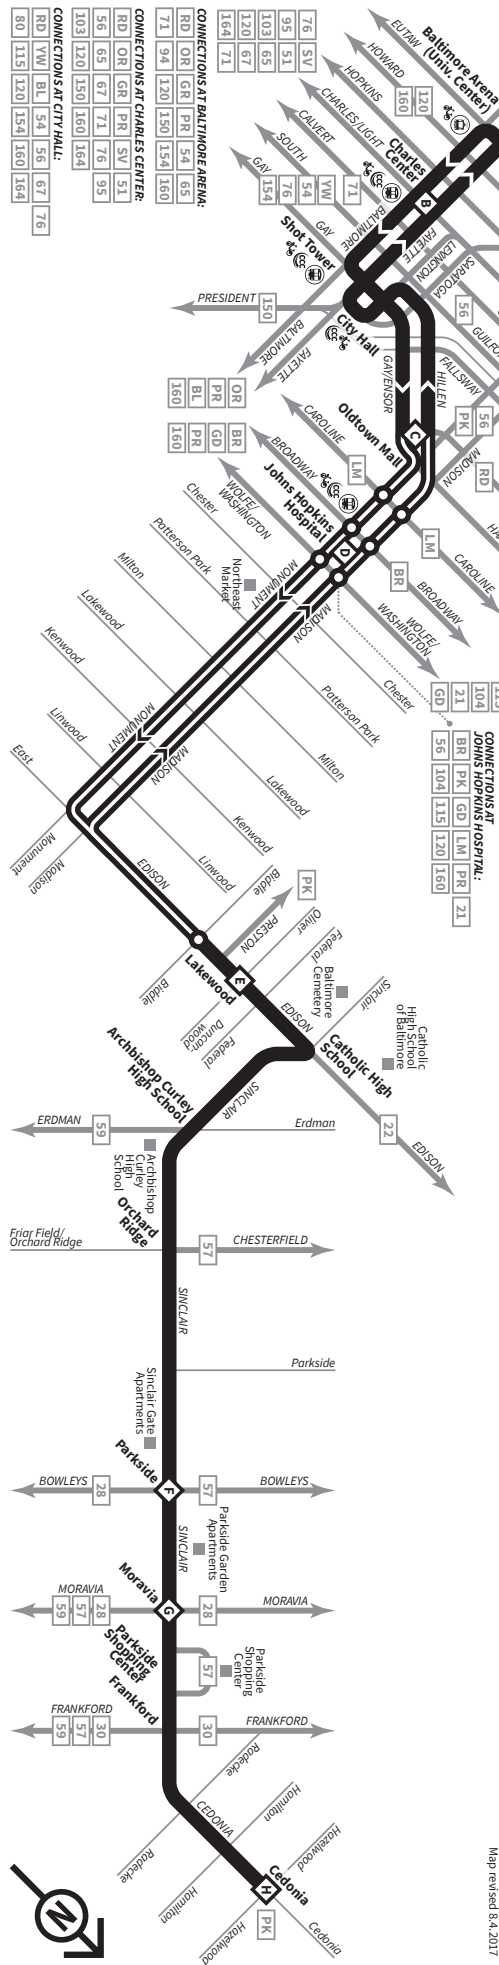 EUTAW
Baltimore Arena
(Univ. Center)
HOWARD
HOPKINS
160
120
CHARLES/LIGHT
Charles
Center
CALVERT
SOUTH
GAY
154
76
54
YW
71
B
BALTIMORE
FAYETTE
LEXINGTON
SARATOGA
GAY
Shot Tower
56
PRESIDENT
150
BALTIMORE
FAYETTE
City Hall
FALLSWAY
GAY/ENSOR
HILLEN
160 BL PR OR
160 PR GD BR
CAROLINE
Oldtown Mall
C
PK
56
MADISON
RD
BROADWAY
LM
WOLFE/
WASHINGTON
Johns Hopkins
Hospital
D
LM
CAROLINE
BR
BROADWAY
WOLFE/
WASHINGTON
Chester
Patterson Park
Milton
Lakewood
Kenwood
Linwood
East
Northeast
Market
MONUMENT
MADISON
MONUMENT
MADISON
Chester
Patterson Park
Milton
Lakewood
Kenwood
Linwood
Biddle
Monument
Madison
EDISON
GD 21 104
CONNECTIONS AT
JOHNS HOPKINS HOSPITAL:
BR PK GD LM PR 21
56 104 115 120 160
CONNECTIONS AT BALTIMORE ARENA:
RD OR GR PR 54 65
71 94 120 150 154 160
CONNECTIONS AT CHARLES CENTER:
RD OR GR PR SV 51
56 65 67 71 76 95
103 120 150 160 164
CONNECTIONS AT CITY HALL:
RD YW BL 54 56 67 76
80 115 120 154 160 164
76 SV
95 51
103 65
120 67
164 71
PK
PRESTON
Oliver
Federal
Lakewood
E
Biddle
Duncan-
wood
Federal
Baltimore
Cemetery
EDISON
Sinclair
Catholic High
School
Catholic
High School
of Baltimore
22
EDISON
SINCLAIR
Archbishop Curley
High School
ERDMAN
59
Erdman
Archbishop
Curley
High
School
Orchard
Ridge
Friar Field/
Orchard Ridge
57
CHESTERFIELD
SINCLAIR
Parkside
Sinclair Gate
Apartments
Parkside
BOWLEYS
28
F
57
BOWLEYS
SINCLAIR
Parkside Garden
Apartments
Moravia
MORAVIA
59 57 28
G
28
MORAVIA
Parkside
Shopping
Center
57
Parkside
Shopping
Center
Frankford
FRANKFORD
59 57 30
30
FRANKFORD
Radecke
Hamilton
Hazelwood
CEDONIA
Radecke
Hamilton
Hazelwood
Cedonia
H
PK
Cedonia
N
Map revised 8.4.2017